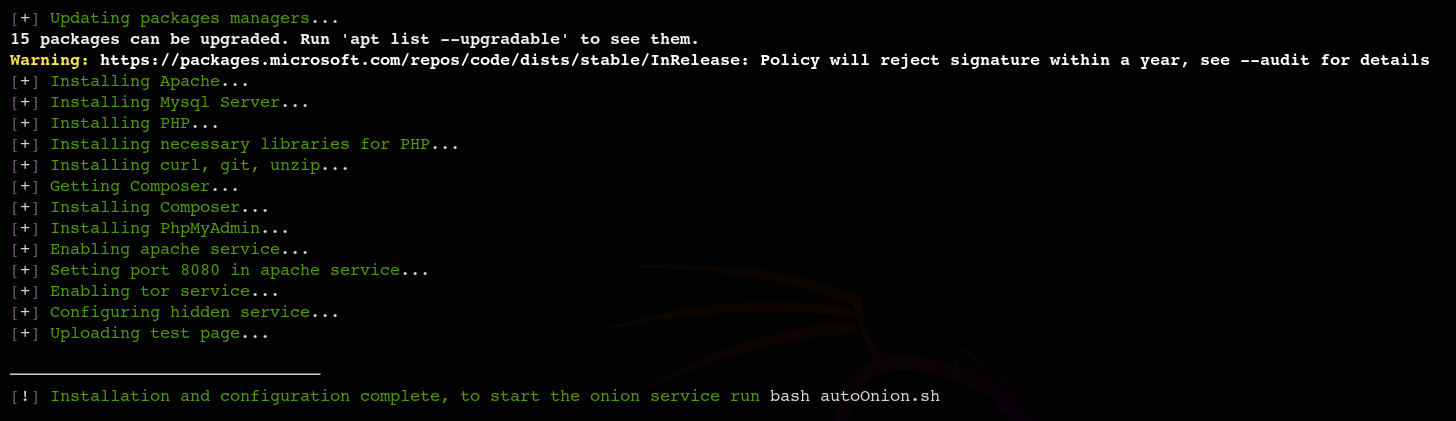 [+] Updating packages managers...
15 packages can be upgraded. Run 'apt list --upgradable' to see them.
Warning: https://packages.microsoft.com/repos/code/dists/stable/InRelease: Policy will reject signature within a year, see --audit for details
[+] Installing Apache...
[+] Installing Mysql Server...
[+] Installing PHP...
[+] Installing necessary libraries for PHP...
[+] Installing curl, git, unzip...
[+] Getting Composer...
[+] Installing Composer...
[+] Installing PhpMyAdmin...
[+] Enabling apache service...
[+] Setting port 8080 in apache service...
[+] Enabling tor service...
[+] Configuring hidden service...
[+] Uploading test page...
_______________________________
[!] Installation and configuration complete, to start the onion service run bash autoOnion.sh